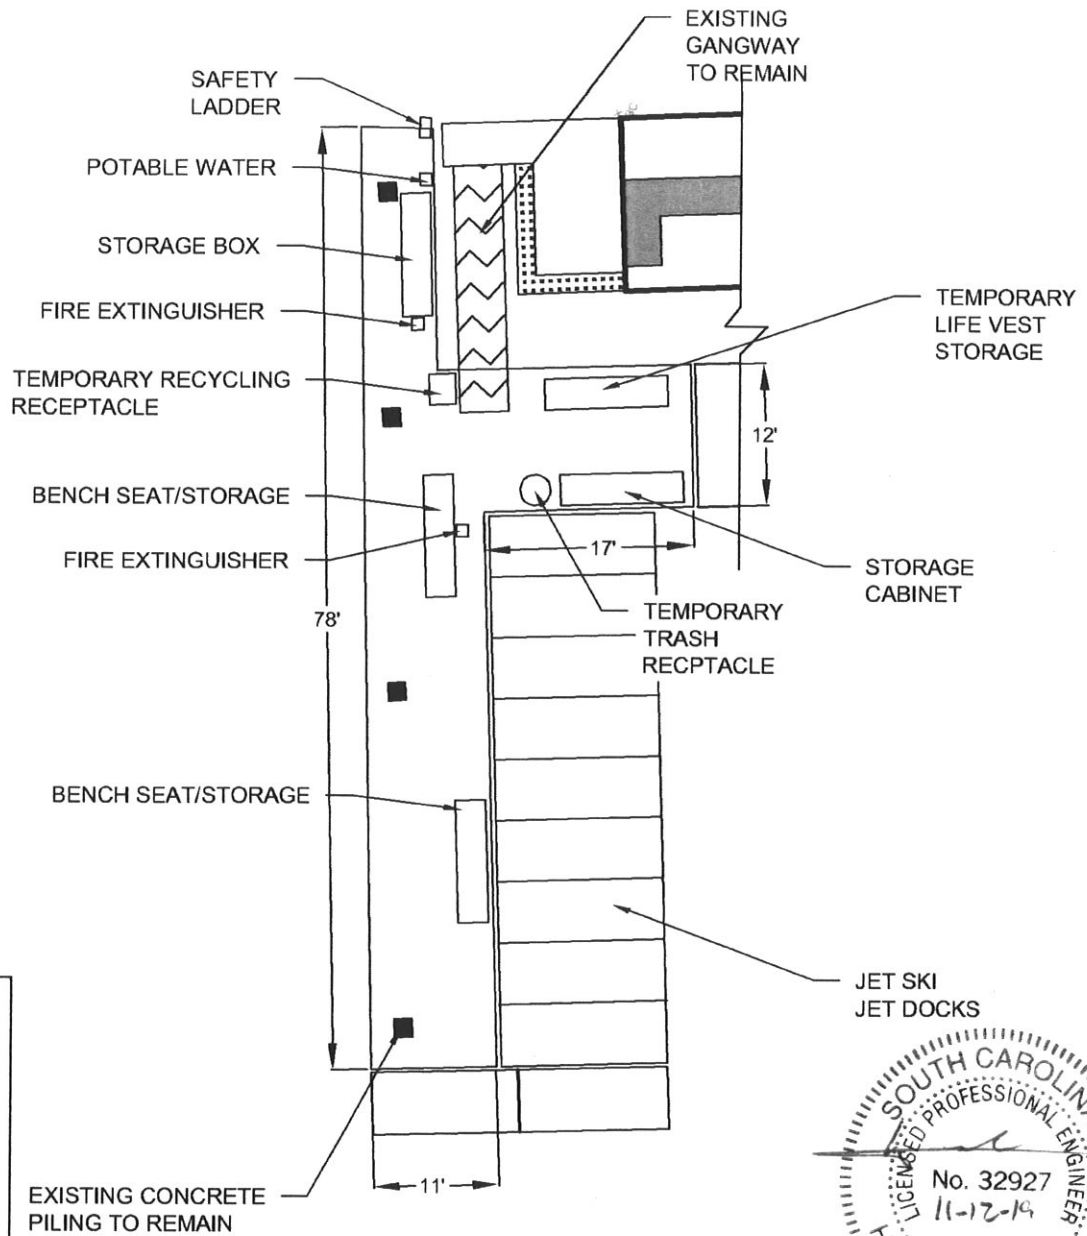 EXISTING
GANGWAY
TO REMAIN
SAFETY
LADDER
POTABLE WATER
STORAGE BOX
FIRE EXTINGUISHER
TEMPORARY RECYCLING
RECEPTACLE
TEMPORARY
LIFE VEST
STORAGE
12'
BENCH SEAT/STORAGE
FIRE EXTINGUISHER
17'
STORAGE
CABINET
78'
TEMPORARY
TRASH
RECPTACLE
BENCH SEAT/STORAGE
JET SKI
JET DOCKS
11'
EXISTING CONCRETE
PILING TO REMAIN
SOUTH CAROLINA
LICENSED PROFESSIONAL ENGINEER
No. 32927
11-12-19